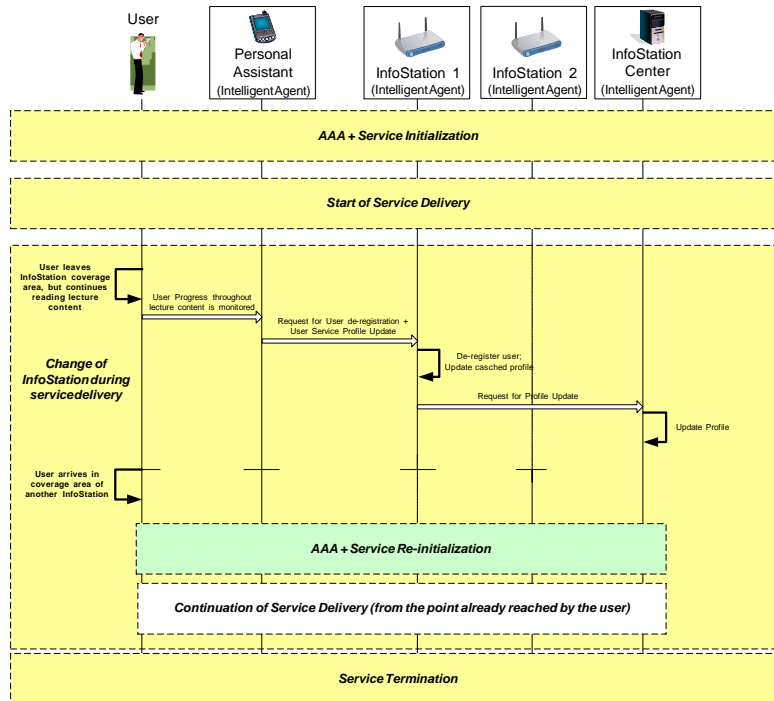 User
Personal
Assistant
(Intelligent Agent)
InfoStation 1
(Intelligent Agent)
InfoStation 2
(Intelligent Agent)
InfoStation
Center
(Intelligent Agent)
AAA + Service Initialization
Start of Service Delivery
User leaves
InfoStation coverage
area, but continues
reading lecture
content
User Progress throughout
lecture content is monitored
Request for User de-registration +
User Service Profile Update
De-register user;
Update casched profile
Change of
InfoStation during
service delivery
Request for Profile Update
Update Profile
User arrives in
coverage area of
another InfoStation
AAA + Service Re-initialization
Continuation of Service Delivery (from the point already reached by the user)
Service Termination